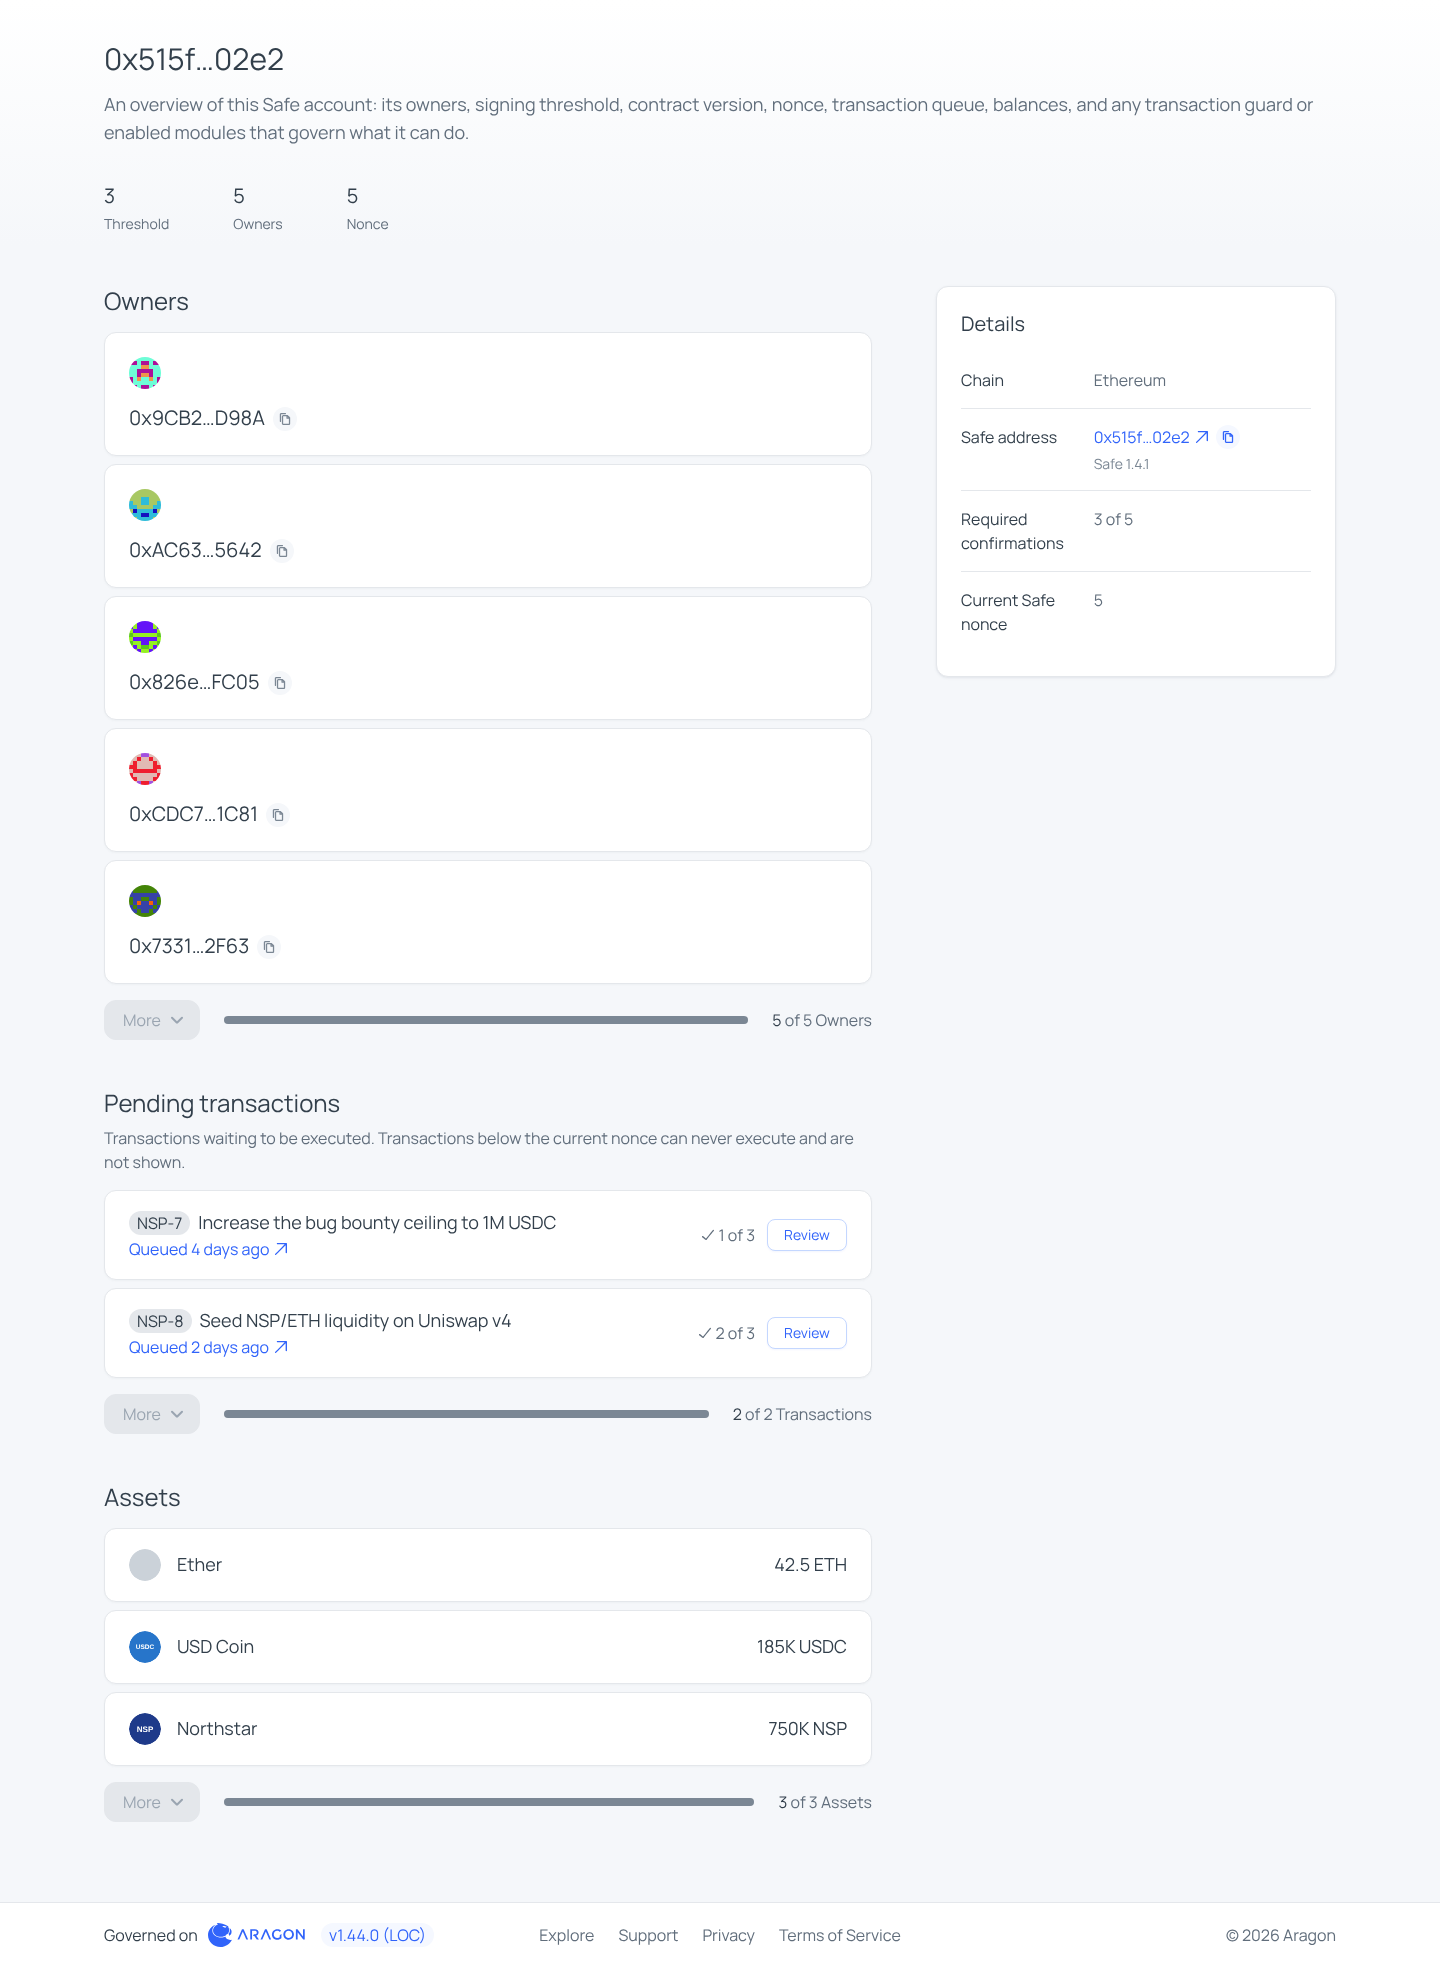 0x515f...02e2
An overview of this Safe account: its owners, signing threshold, contract version, nonce, transaction queue, balances, and any transaction guard or
enabled modules that govern what it can do.
3
Threshold
5
Owners
5
Nonce
Owners
0x9CB2...D98A
0xAC63...5642
0x826e...FC05
0xCDC7...1C81
0x7331...2F63
More
5 of 5 Owners
Details
Chain
Ethereum
Safe address
0x515f...02e2
Safe 1.4.1
Required
confirmations
3 of 5
Current Safe
nonce
5
Pending transactions
Transactions waiting to be executed. Transactions below the current nonce can never execute and are
not shown.
NSP-7 Increase the bug bounty ceiling to 1M USDC
Queued 4 days ago
1 of 3
Review
NSP-8 Seed NSP/ETH liquidity on Uniswap v4
Queued 2 days ago
2 of 3
Review
More
2 of 2 Transactions
Assets
Ether
42.5 ETH
USDC
USD Coin
185K USDC
NSP
Northstar
750K NSP
More
3 of 3 Assets
Governed on ARAGON v1.44.0 (LOC)
Explore Support Privacy Terms of Service
© 2026 Aragon